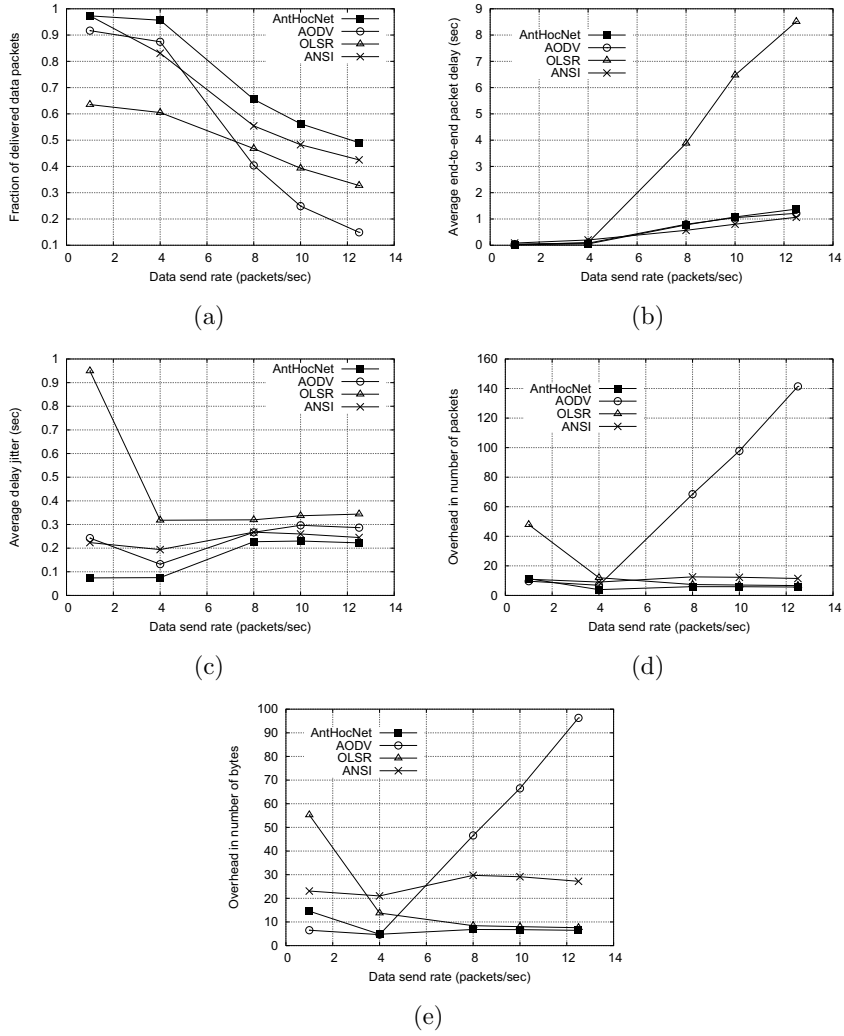 1
0.9
0.8
0.7
0.6
0.5
0.4
0.3
0.2
0.1
0 2 4 6 8 10 12 14
Fraction of delivered data packets
Data send rate (packets/sec)
AntHocNet
AODV
OLSR
ANSI
(a)
9
8
7
6
5
4
3
2
1
0
0 2 4 6 8 10 12 14
Average end-to-end packet delay (sec)
Data send rate (packets/sec)
AntHocNet
AODV
OLSR
ANSI
(b)
1
0.9
0.8
0.7
0.6
0.5
0.4
0.3
0.2
0.1
0
0 2 4 6 8 10 12 14
Average delay jitter (sec)
Data send rate (packets/sec)
AntHocNet
AODV
OLSR
ANSI
(c)
160
140
120
100
80
60
40
20
0
0 2 4 6 8 10 12 14
Overhead in number of packets
Data send rate (packets/sec)
AntHocNet
AODV
OLSR
ANSI
(d)
100
90
80
70
60
50
40
30
20
10
0
0 2 4 6 8 10 12 14
Overhead in number of bytes
Data send rate (packets/sec)
AntHocNet
AODV
OLSR
ANSI
(e)